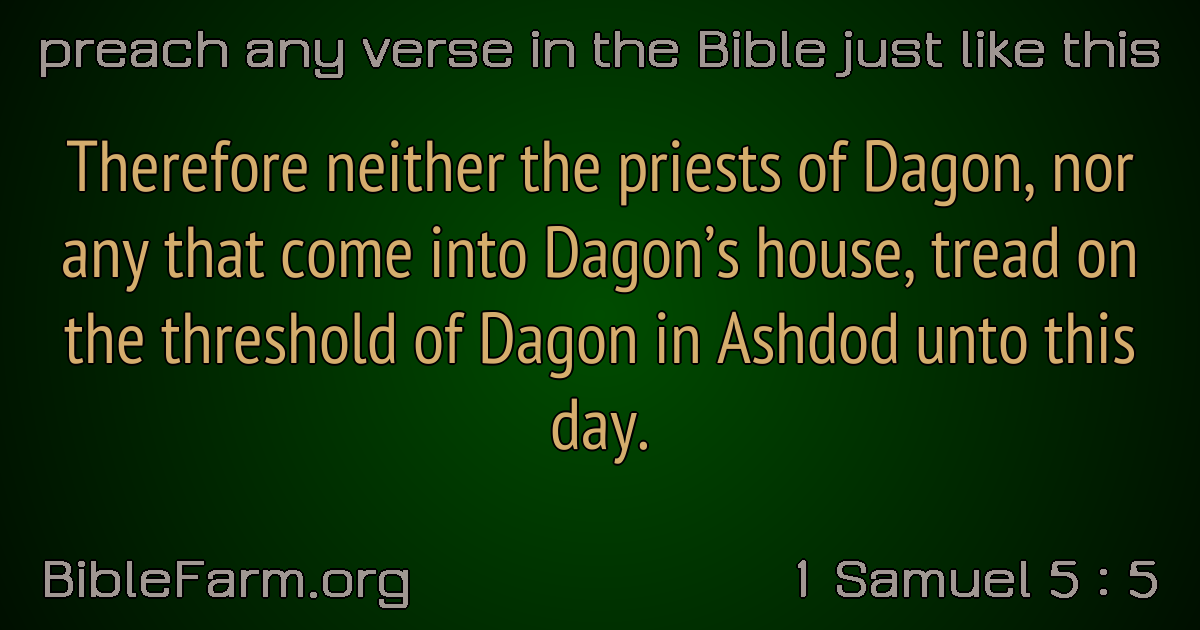 preach any verse in the Bible just like this
Therefore neither the priests of Dagon, nor
any that come into Dagon’s house, tread on
the threshold of Dagon in Ashdod unto this
day.
BibleFarm.org
1 Samuel 5 : 5